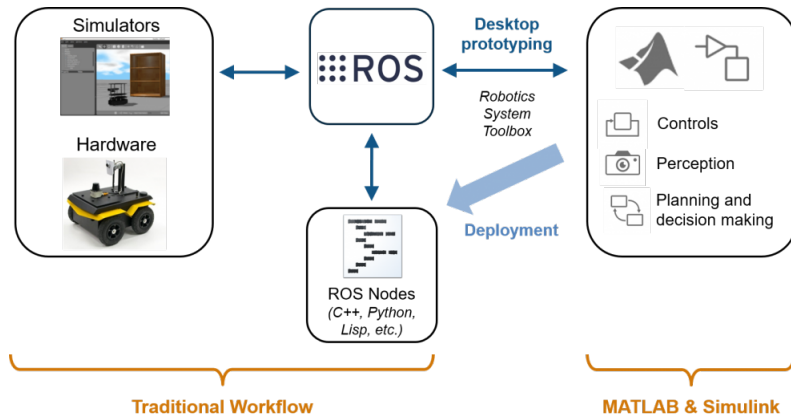 Simulators
Hardware
ROS
ROS Nodes
(C++, Python,
Lisp, etc.)
Desktop
prototyping
Robotics
System
Toolbox
Deployment
Controls
Perception
Planning and
decision making
Traditional Workflow
MATLAB & Simulink